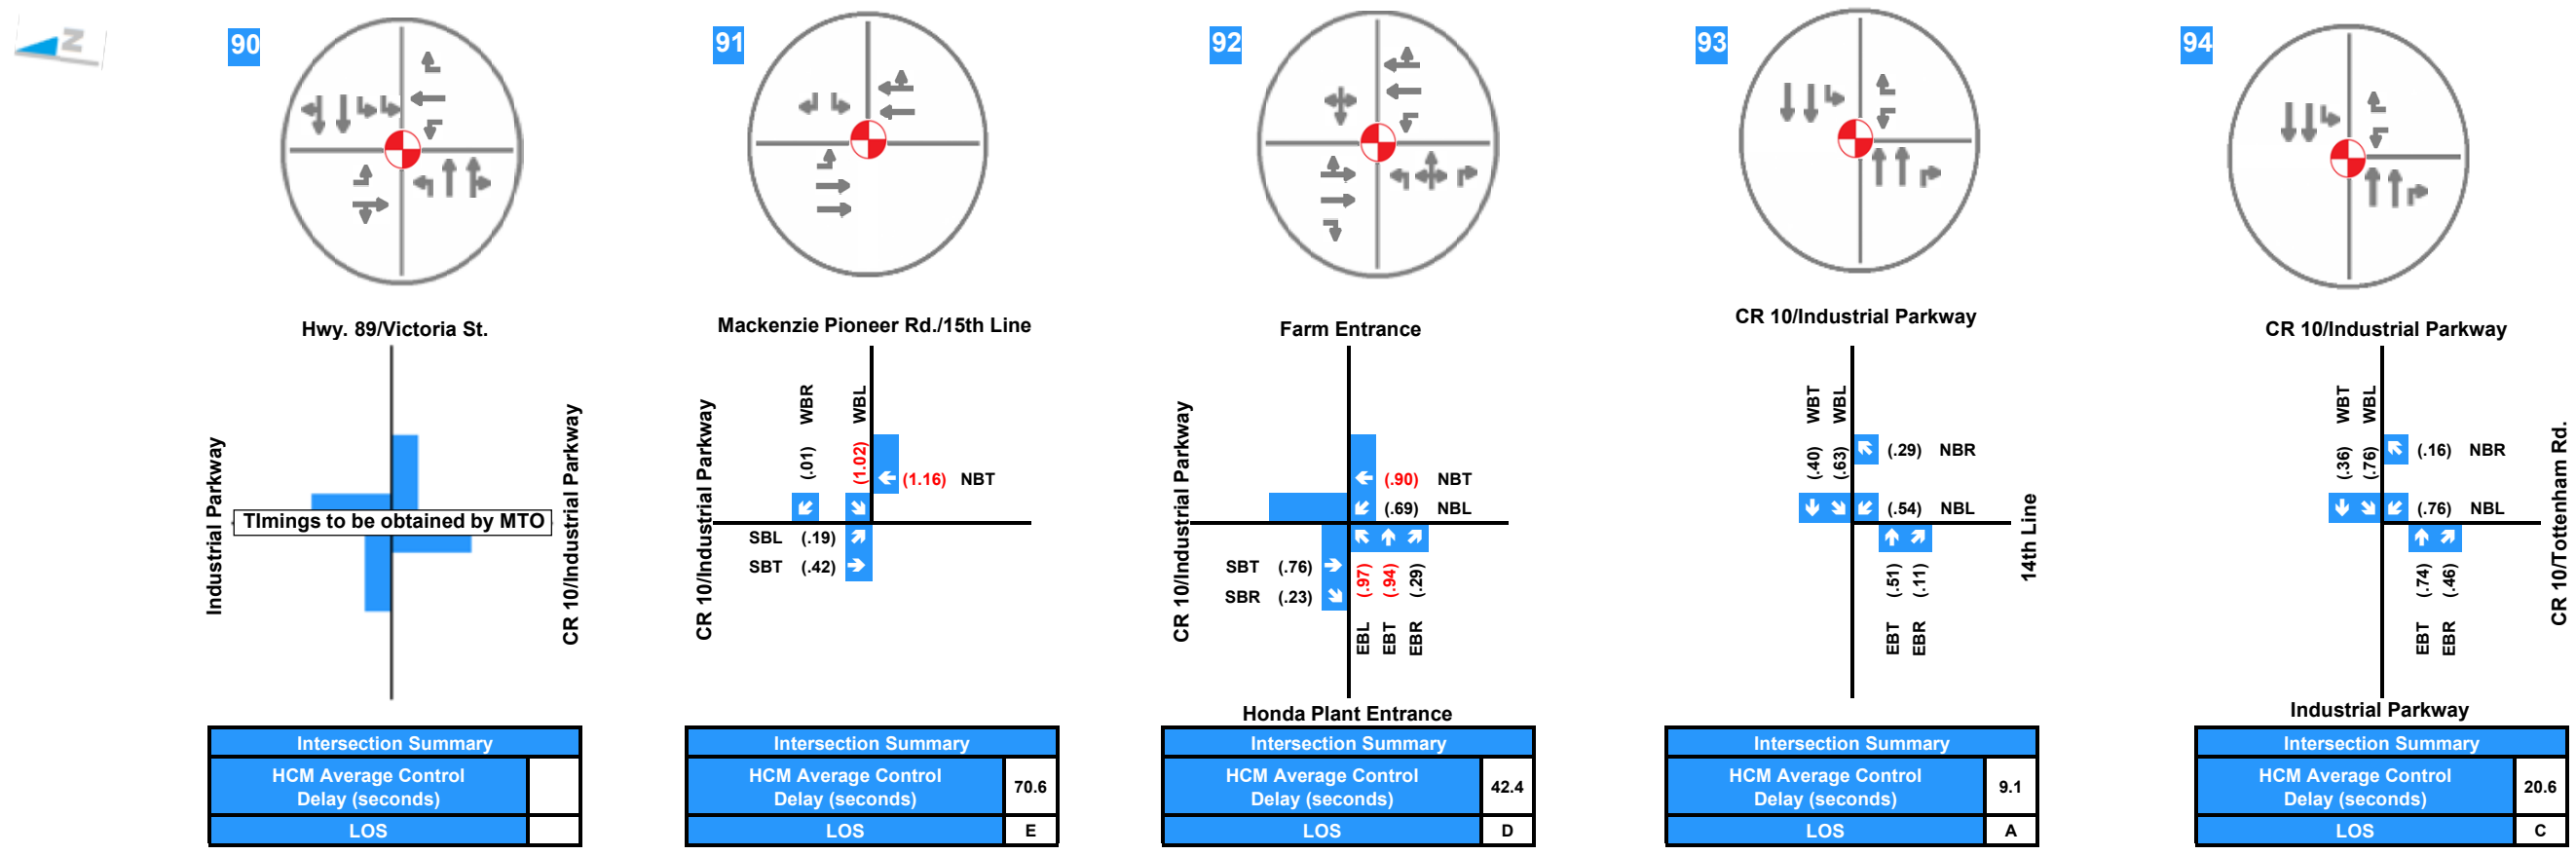 N
90
91
92
93
94
Hwy. 89/Victoria St.
Industrial Parkway
TImings to be obtained by MTO
CR 10/Industrial Parkway
Intersection Summary
HCM Average Control
Delay (seconds)
LOS
Mackenzie Pioneer Rd./15th Line
CR 10/Industrial Parkway
WBR
WBL
(.01)
(1.02)
(1.16) NBT
SBL (.19)
SBT (.42)
Intersection Summary
HCM Average Control
Delay (seconds)
70.6
LOS
E
Farm Entrance
CR 10/Industrial Parkway
(.90) NBT
(.69) NBL
SBT (.76)
SBR (.23)
(.97)
(.94)
(.29)
EBL
EBT
EBR
Honda Plant Entrance
Intersection Summary
HCM Average Control
Delay (seconds)
42.4
LOS
D
CR 10/Industrial Parkway
WBT
WBL
(.40)
(.63)
(.29) NBR
(.54) NBL
14th Line
(.51)
(.11)
EBT
EBR
Intersection Summary
HCM Average Control
Delay (seconds)
9.1
LOS
A
CR 10/Industrial Parkway
WBT
WBL
(.36)
(.76)
(.16) NBR
(.76) NBL
CR 10/Tottenham Rd.
(.74)
(.46)
EBT
EBR
Industrial Parkway
Intersection Summary
HCM Average Control
Delay (seconds)
20.6
LOS
C